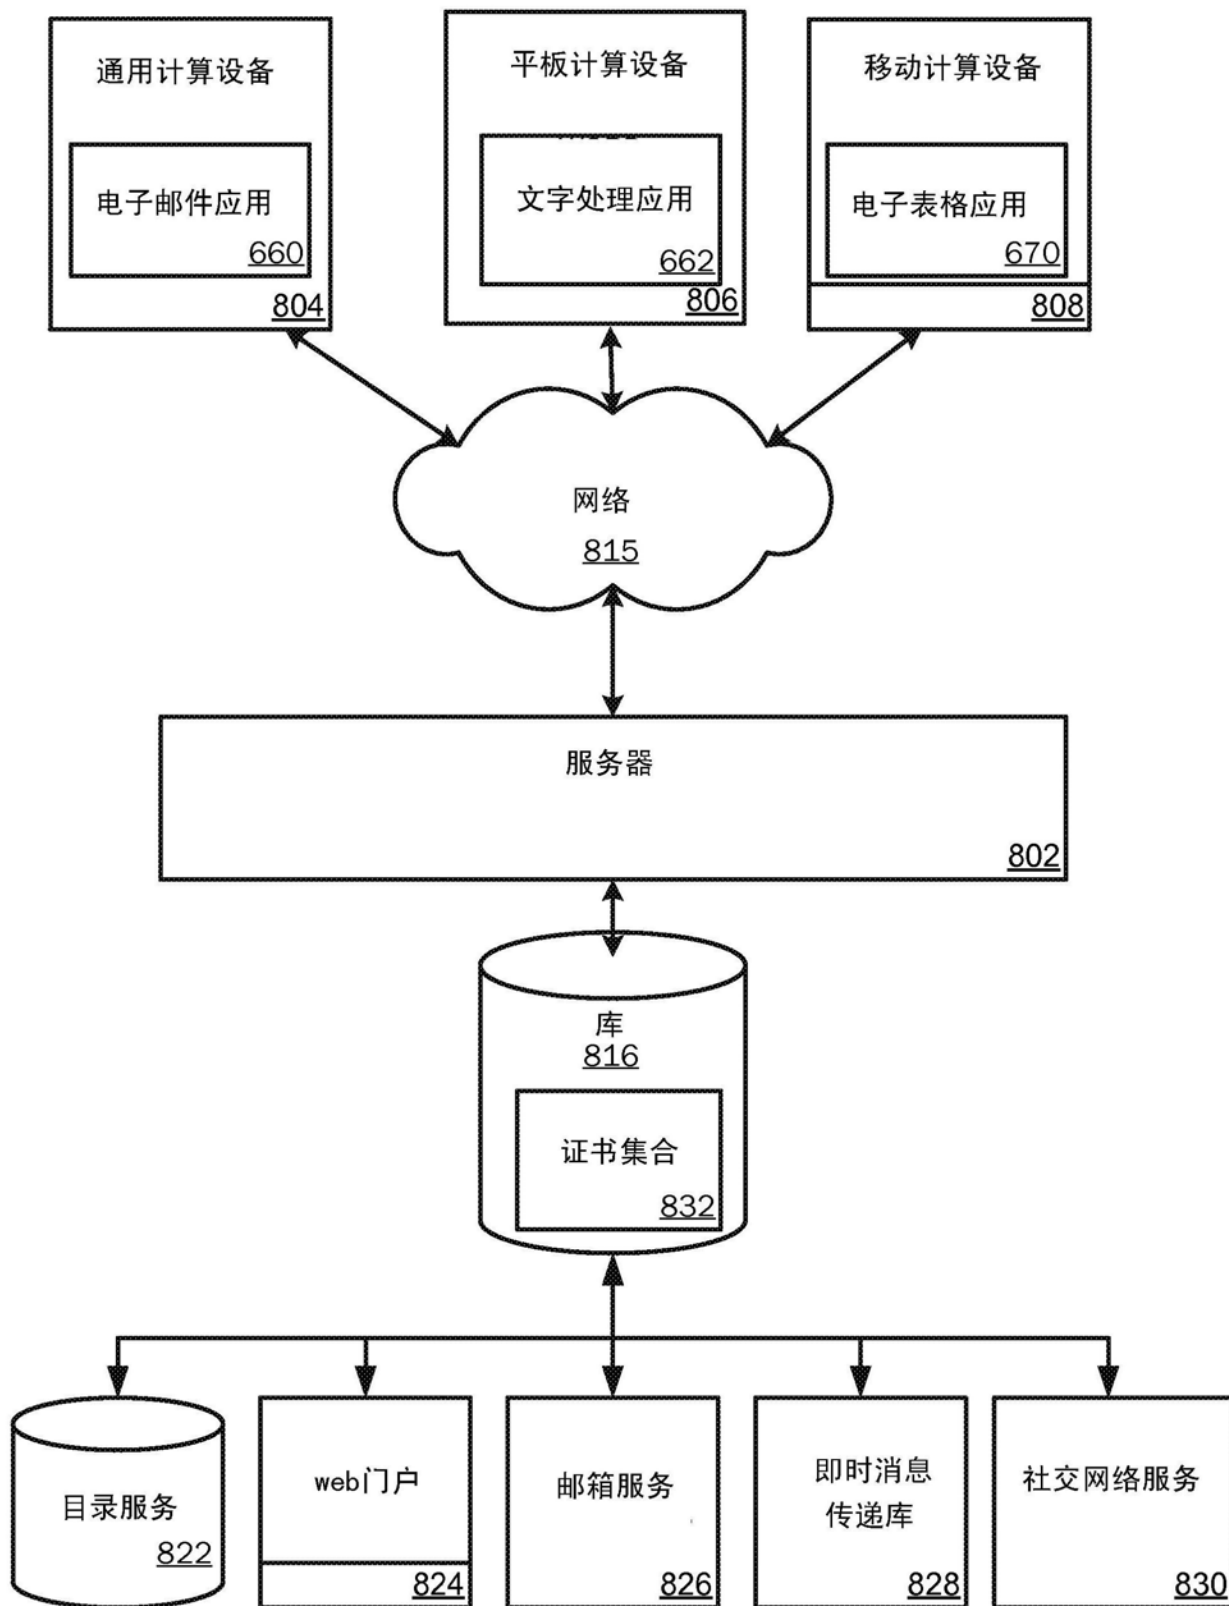 通用计算设备
电子邮件应用
660
804
平板计算设备
文字处理应用
662
806
移动计算设备
电子表格应用
670
808
网络
815
服务器
802
库
816
证书集合
832
目录服务
822
web门户
824
邮箱服务
826
即时消息
传递库
828
社交网络服务
830